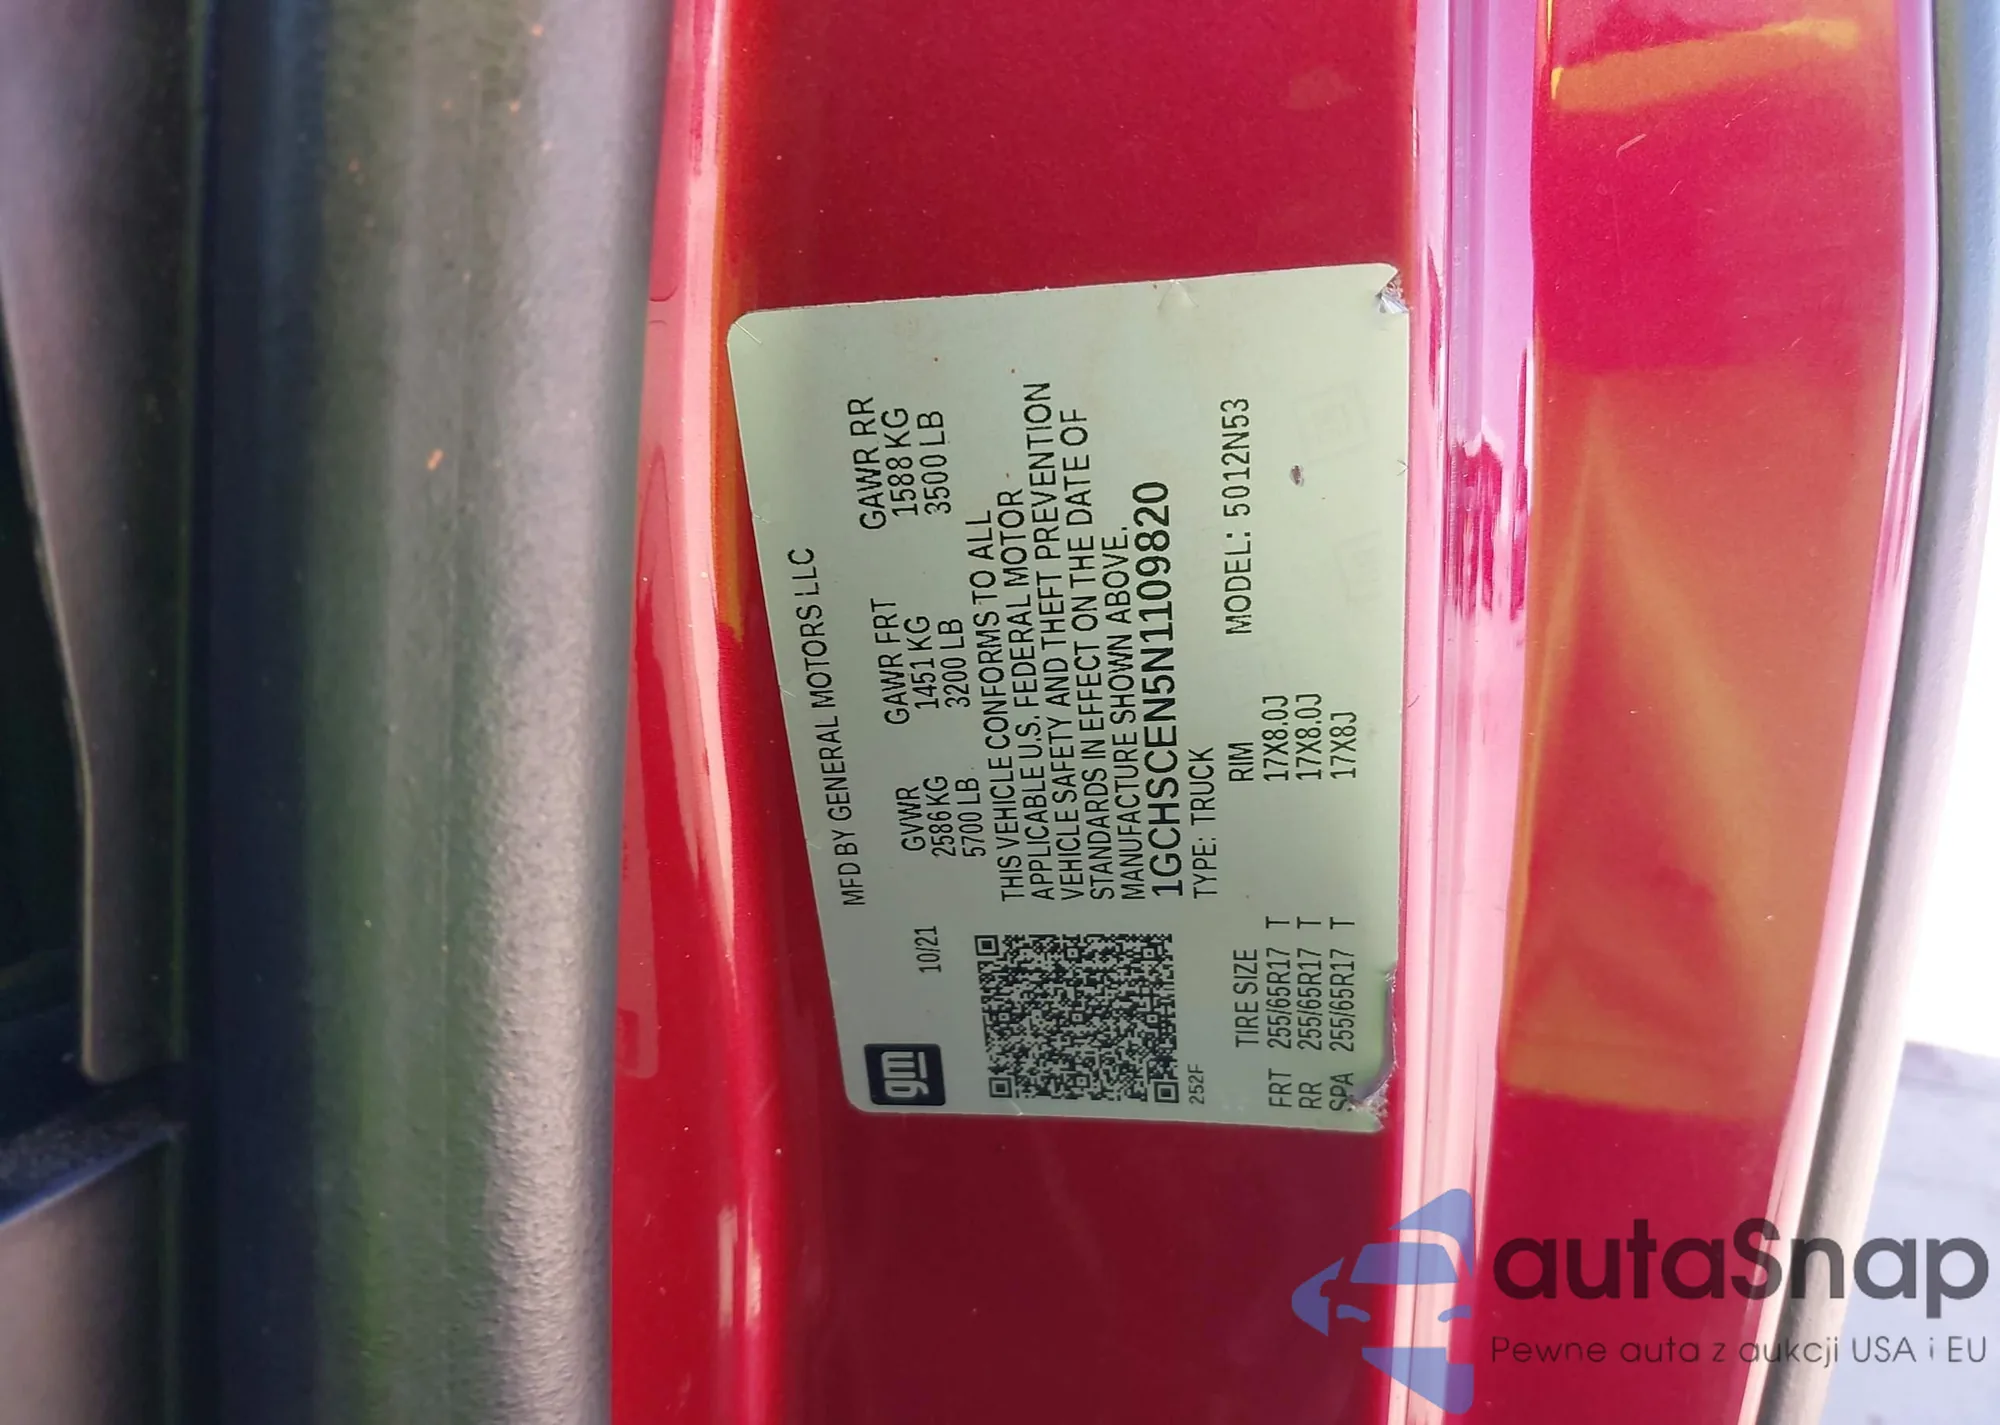 MFD BY GENERAL MOTORS LLC
gm
10/21
GVWR GAWR FRT GAWR RR
2586 KG 1451 KG 1588 KG
5700 LB 3200 LB 3500 LB
THIS VEHICLE CONFORMS TO ALL
APPLICABLE U.S. FEDERAL MOTOR
VEHICLE SAFETY AND THEFT PREVENTION
STANDARDS IN EFFECT ON THE DATE OF
MANUFACTURE SHOWN ABOVE.
1GCHSCEN5N1109820
252F
TYPE: TRUCK
MODEL: 5012N53
TIRE SIZE RIM
FRT 255/65R17 T 17X8.0J
RR 255/65R17 T 17X8.0J
SPA 255/65R17 T 17X8J
autaSnap
Pewne auta z aukcji USA i EU